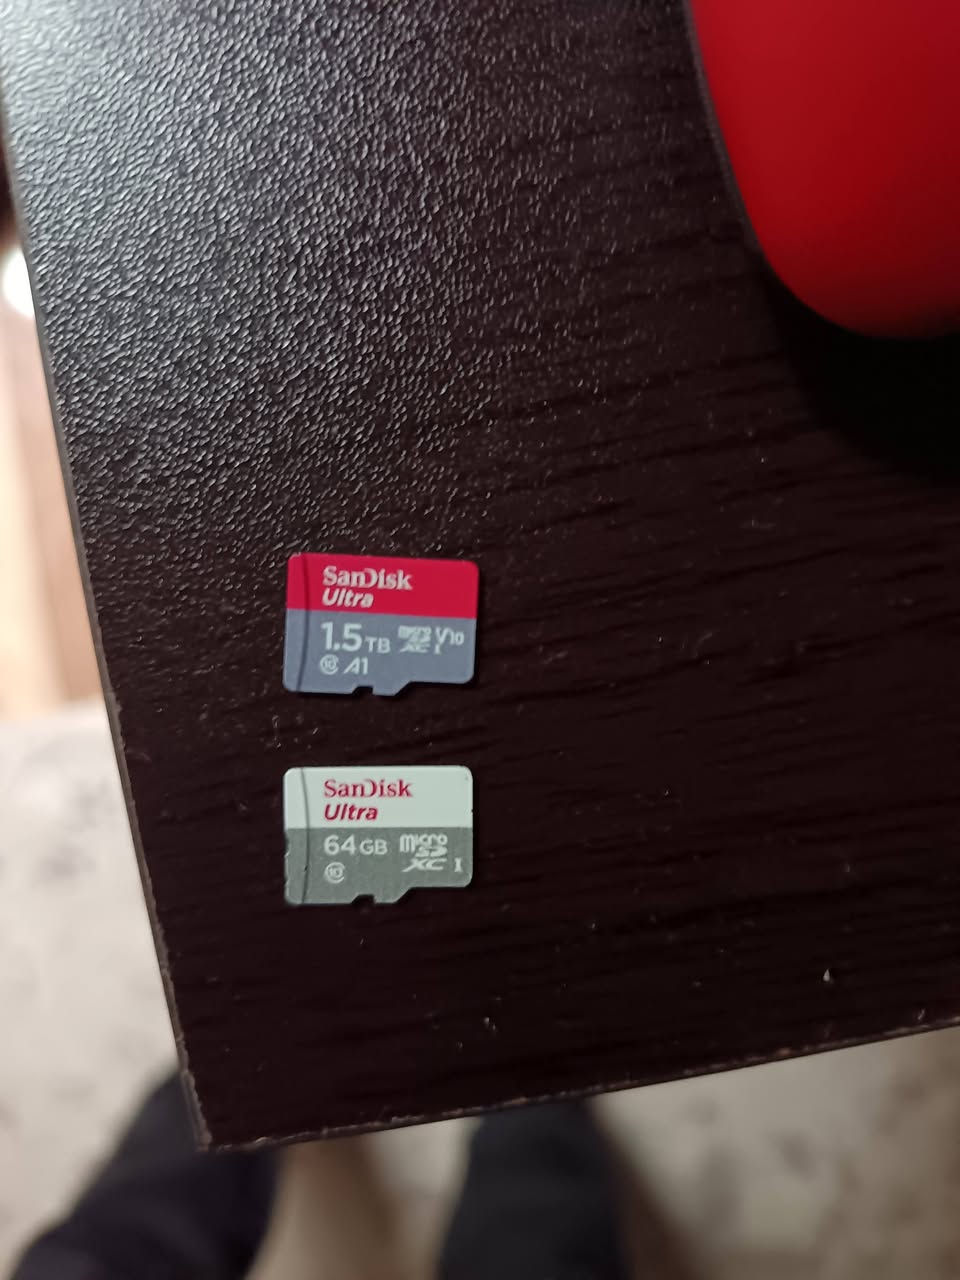 SanDisk
Ultra
1.5TB micro SD XC I V10
10 A1
SanDisk
Ultra
64GB micro SD XC I
10